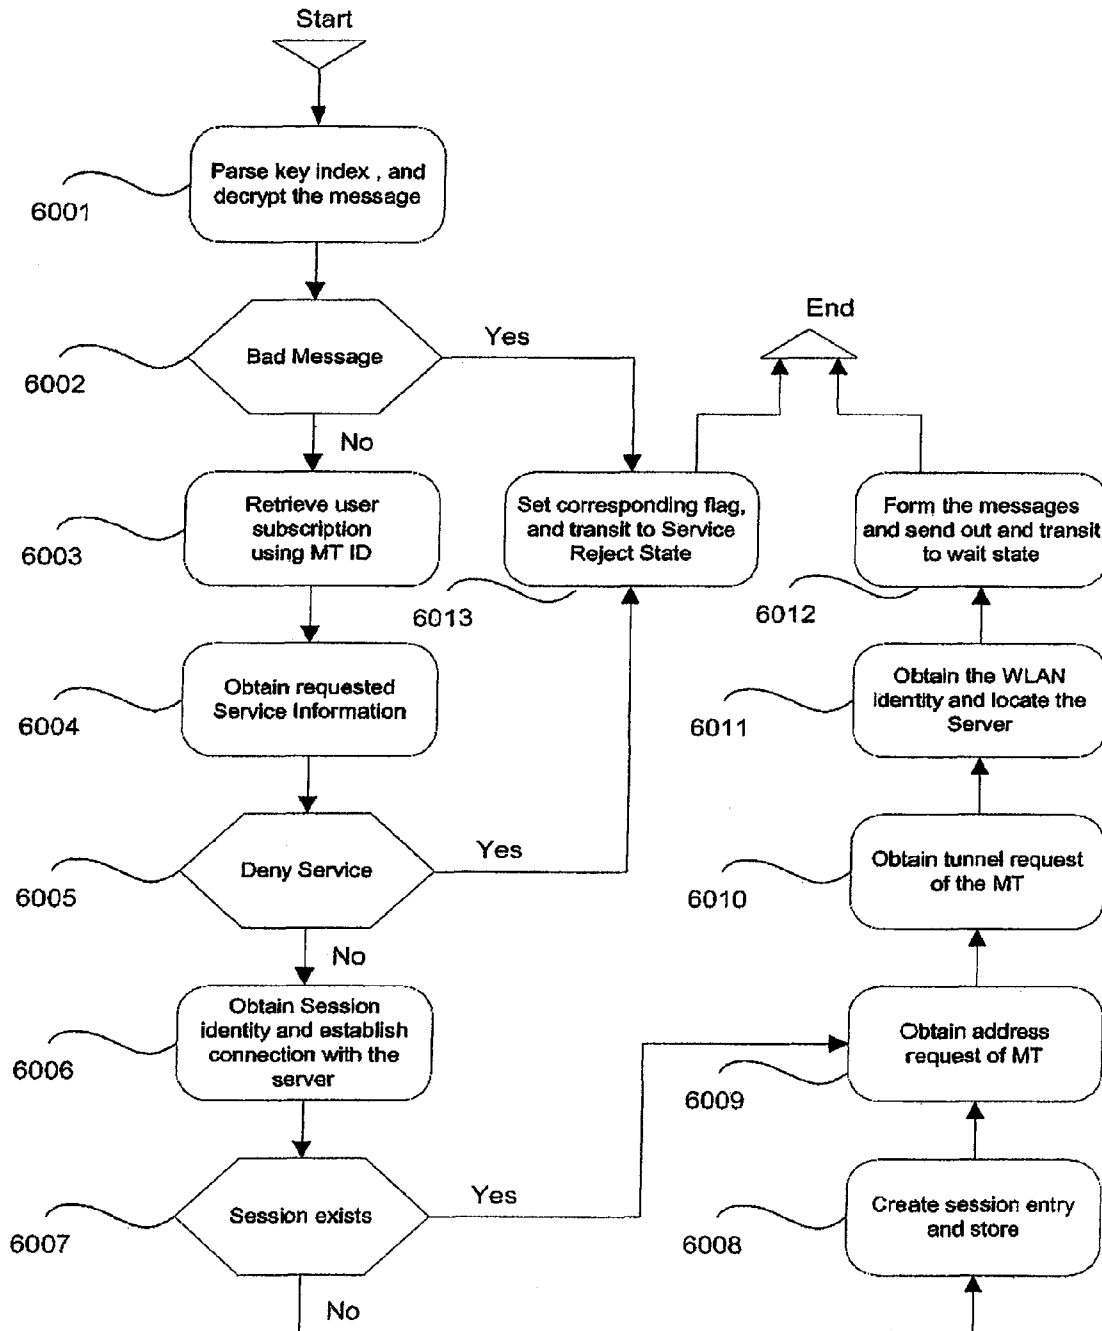 Start
Parse key index , and
decrypt the message
6001
Bad Message
Yes
6002
No
End
Retrieve user
subscription
using MT ID
6003
Set corresponding flag,
and transit to Service
Reject State
6013
Form the messages
and send out and transit
to wait state
6012
Obtain requested
Service Information
6004
Obtain the WLAN
identity and locate the
Server
6011
Deny Service
Yes
6005
No
Obtain tunnel request
of the MT
6010
Obtain Session
identity and establish
connection with the
server
6006
Obtain address
request of MT
6009
Session exists
Yes
6007
No
Create session entry
and store
6008